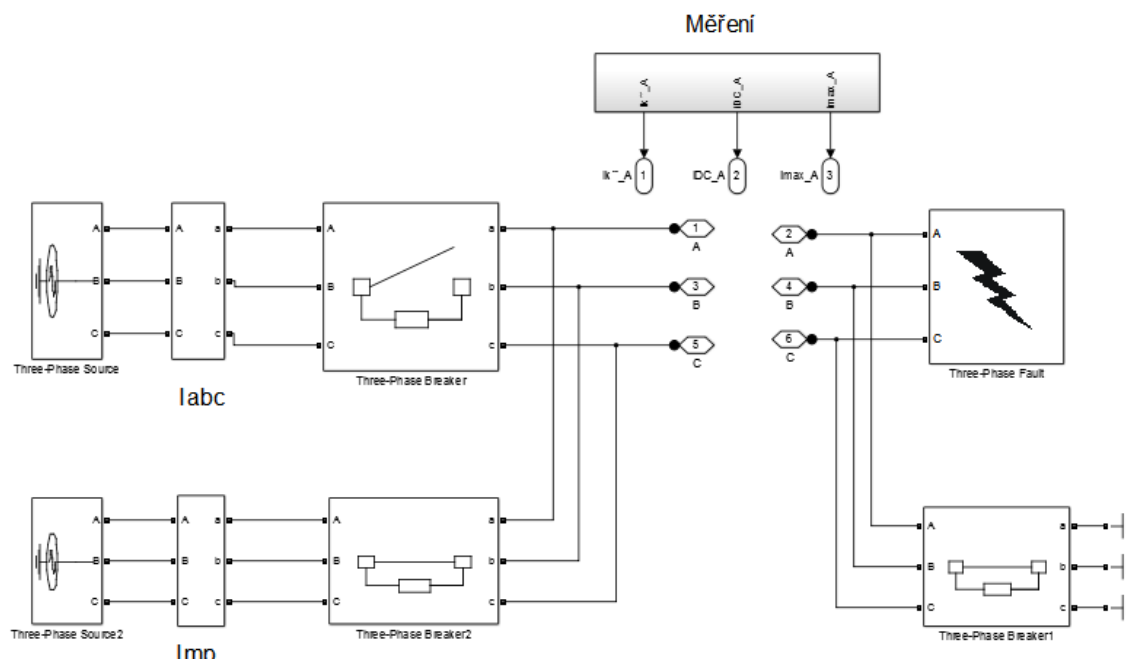 Měření
Ik¨_A
IDC_A
Imax_A
Ik¨_A 1
IDC_A 2
Imax_A 3
A A a A a 1 2 A
A A
B B b B b 3 4 B
B B
C C c C c 5 6 C
C C
Three-Phase Source
Three-Phase Breaker
Three-Phase Fault
Iabc
A A a A a A a
B B b B b B b
C C c C c C c
Three-Phase Source2
Three-Phase Breaker2
Three-Phase Breaker1
Imp